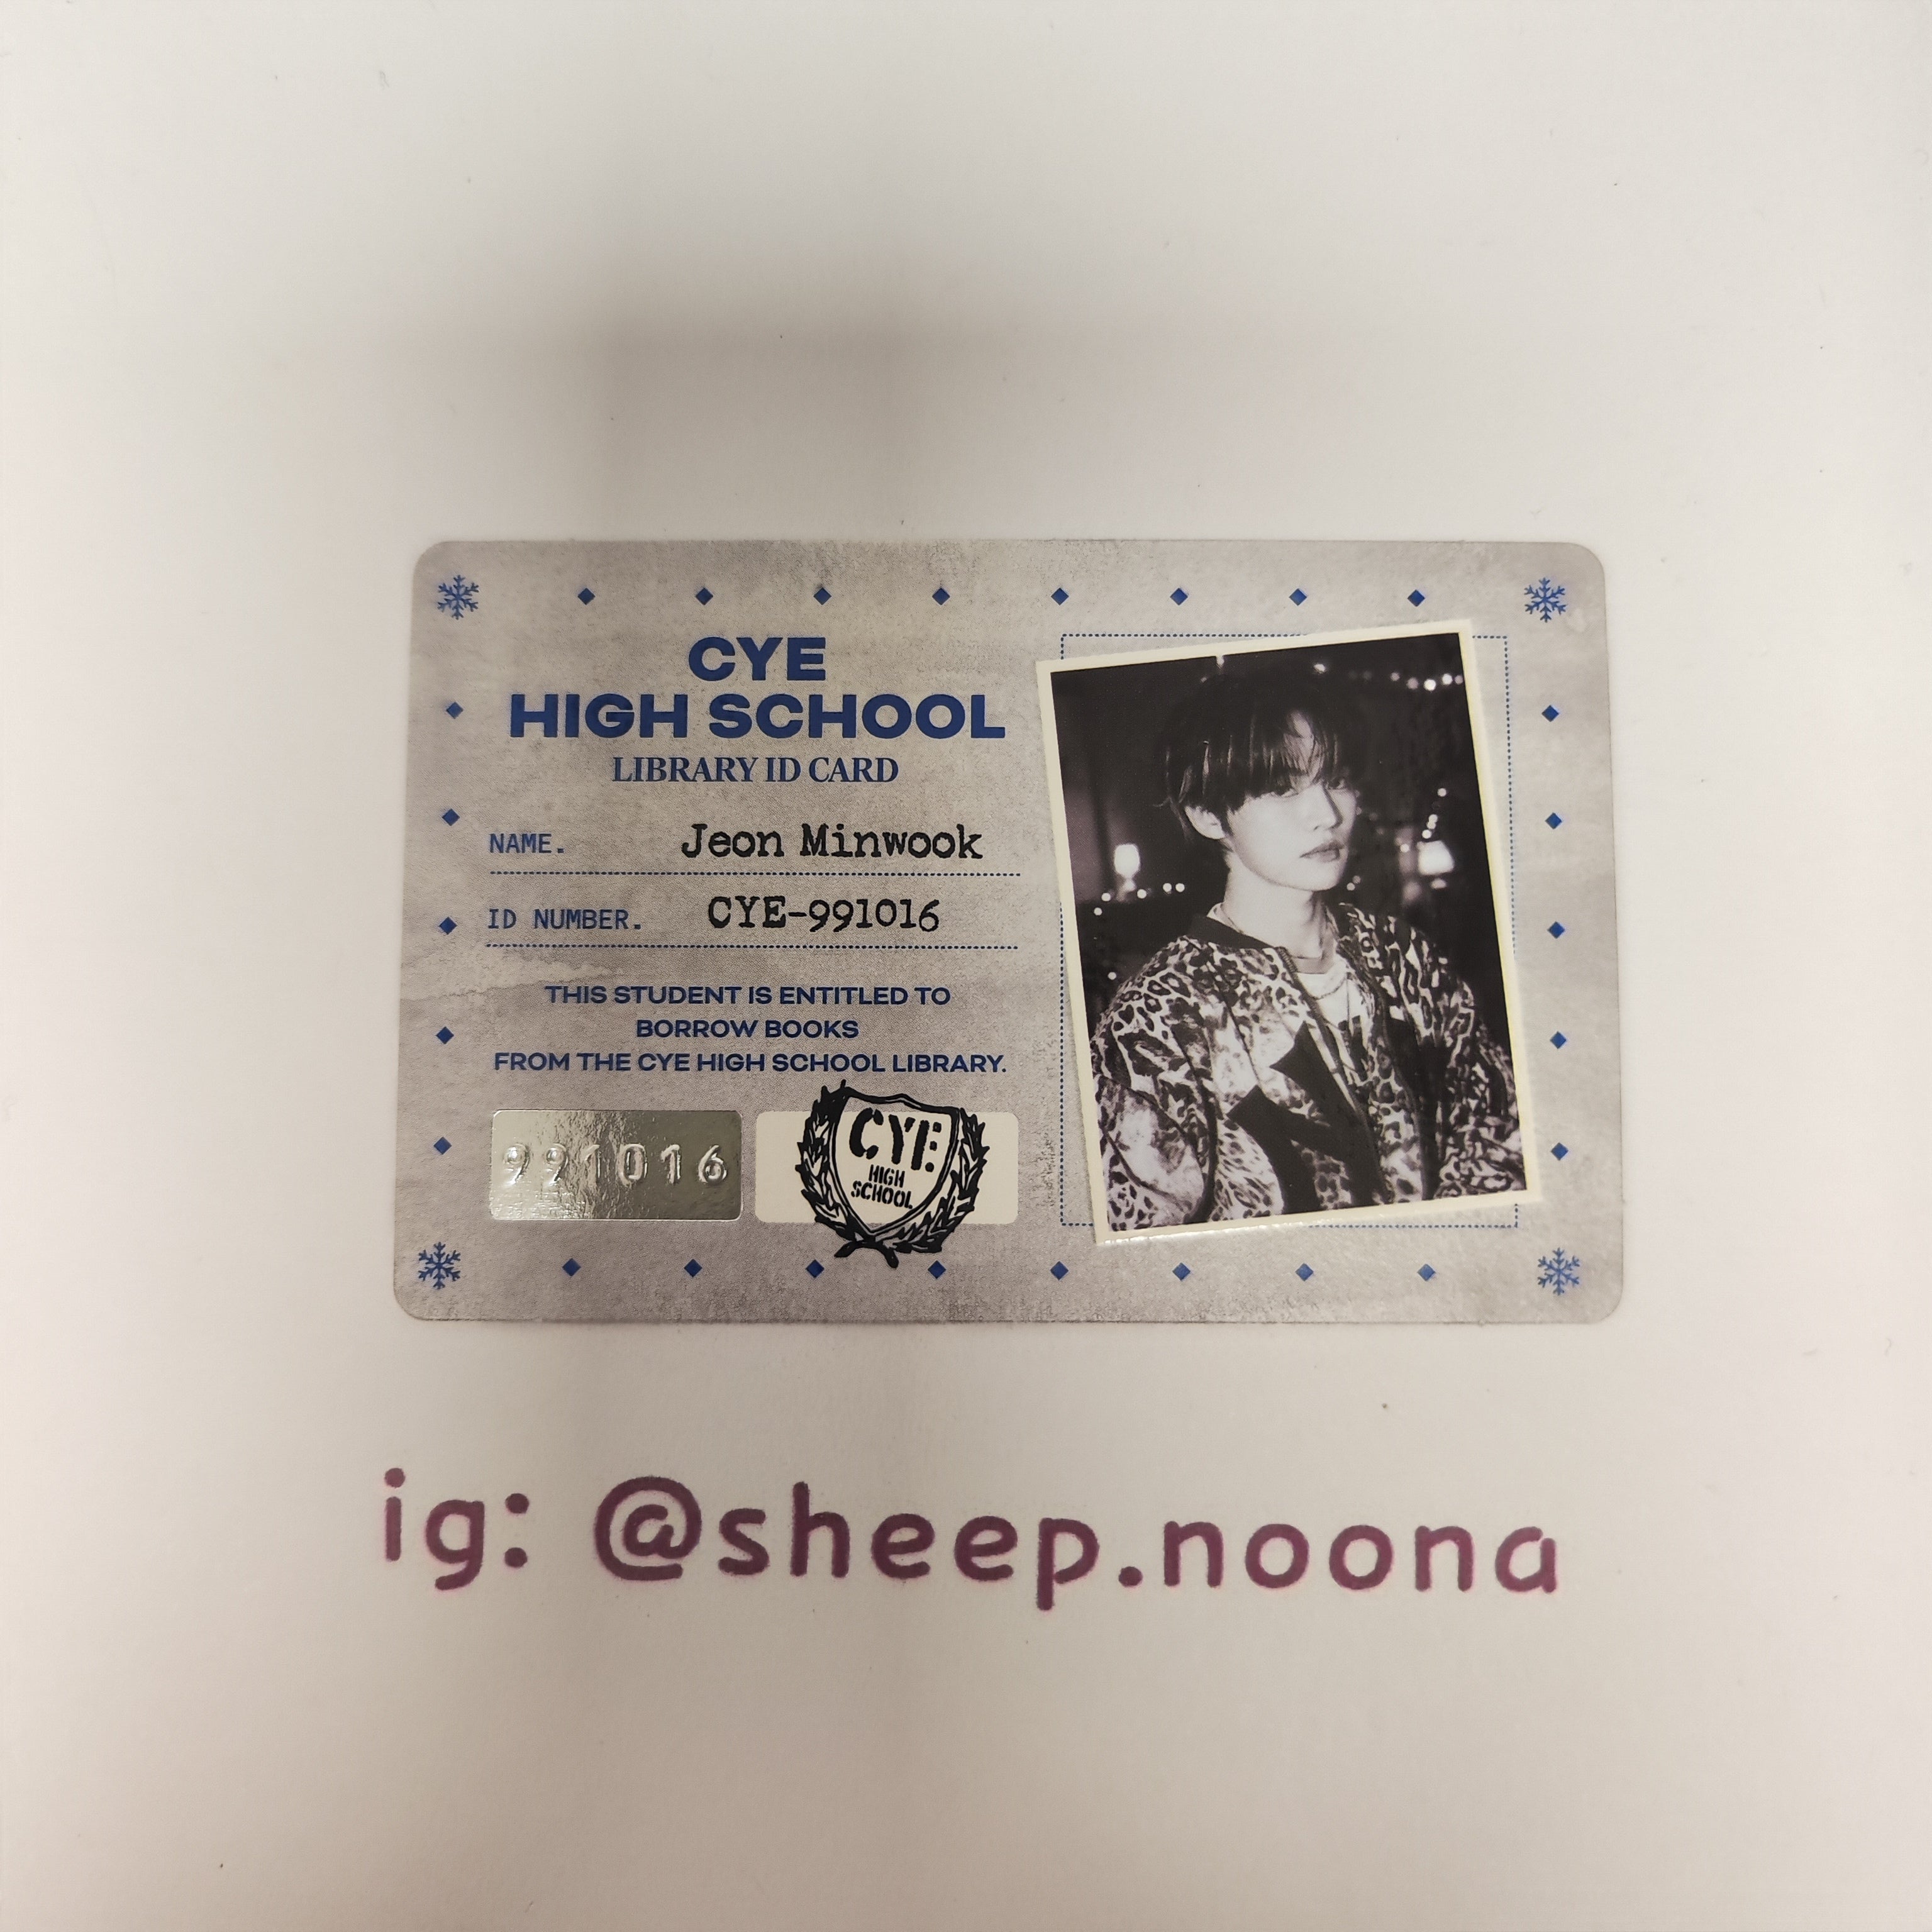 CYE
HIGH SCHOOL
LIBRARY ID CARD
NAME. Jeon Minwook
ID NUMBER. CYE-991016
THIS STUDENT IS ENTITLED TO
BORROW BOOKS
FROM THE CYE HIGH SCHOOL LIBRARY.
991016
CYE
HIGH
SCHOOL
ig: @sheep.noona